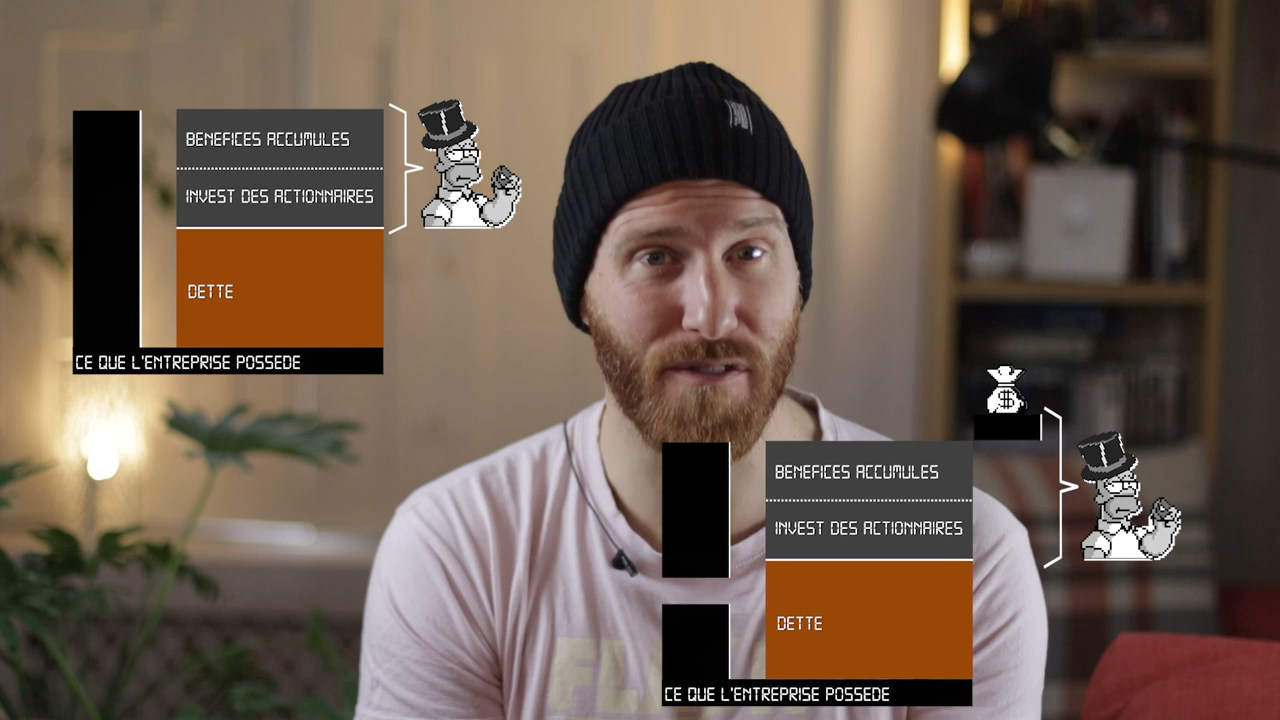 BENEFICES ACCUMULES
INVEST DES ACTIONNAIRES
DETTE
CE QUE L'ENTREPRISE POSSEDE
BENEFICES ACCUMULES
INVEST DES ACTIONNAIRES
DETTE
CE QUE L'ENTREPRISE POSSEDE